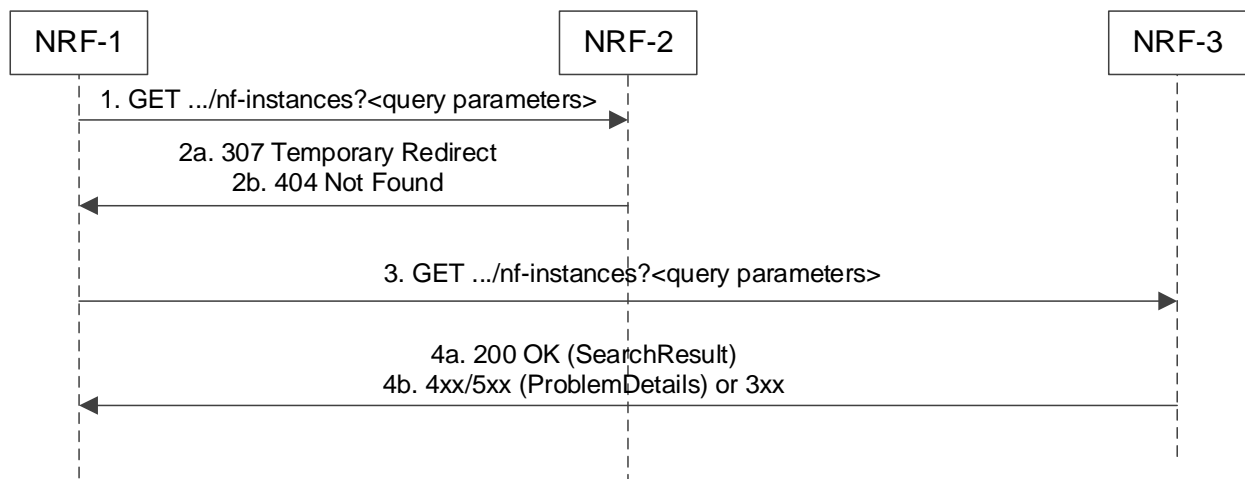 NRF-1
NRF-2
NRF-3
1. GET .../nf-instances?<query parameters>
2a. 307 Temporary Redirect
2b. 404 Not Found
3. GET .../nf-instances?<query parameters>
4a. 200 OK (SearchResult)
4b. 4xx/5xx (ProblemDetails) or 3xx